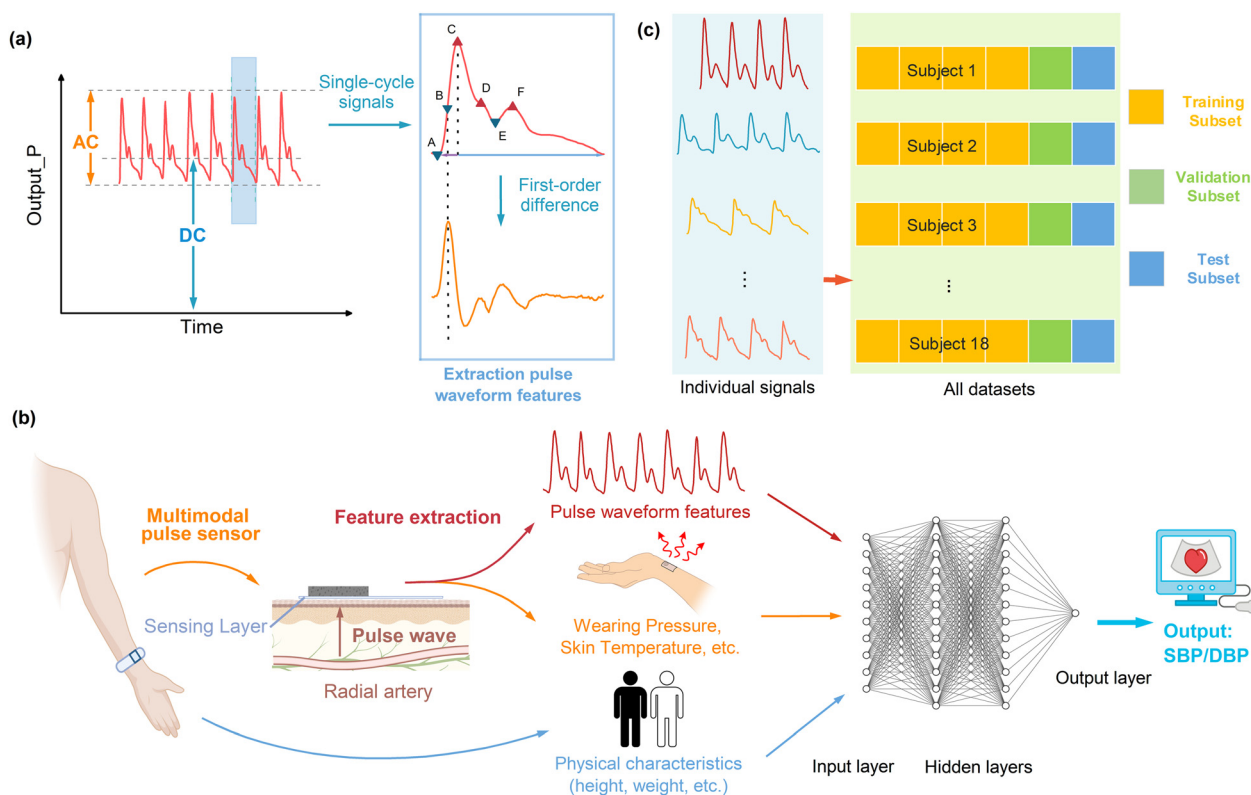 (a)
Output_P
AC
DC
Time
Single-cycle
signals
A
B
C
D
E
F
First-order
difference
Extraction pulse
waveform features
(c)
Subject 1
Subject 2
Subject 3
...
...
Subject 18
Individual signals
All datasets
Training
Subset
Validation
Subset
Test
Subset
(b)
Multimodal
pulse sensor
Feature extraction
Sensing Layer
Pulse wave
Radial artery
Pulse waveform features
Wearing Pressure,
Skin Temperature, etc.
Physical characteristics
(height, weight, etc.)
Input layer
Hidden layers
Output layer
Output:
SBP/DBP